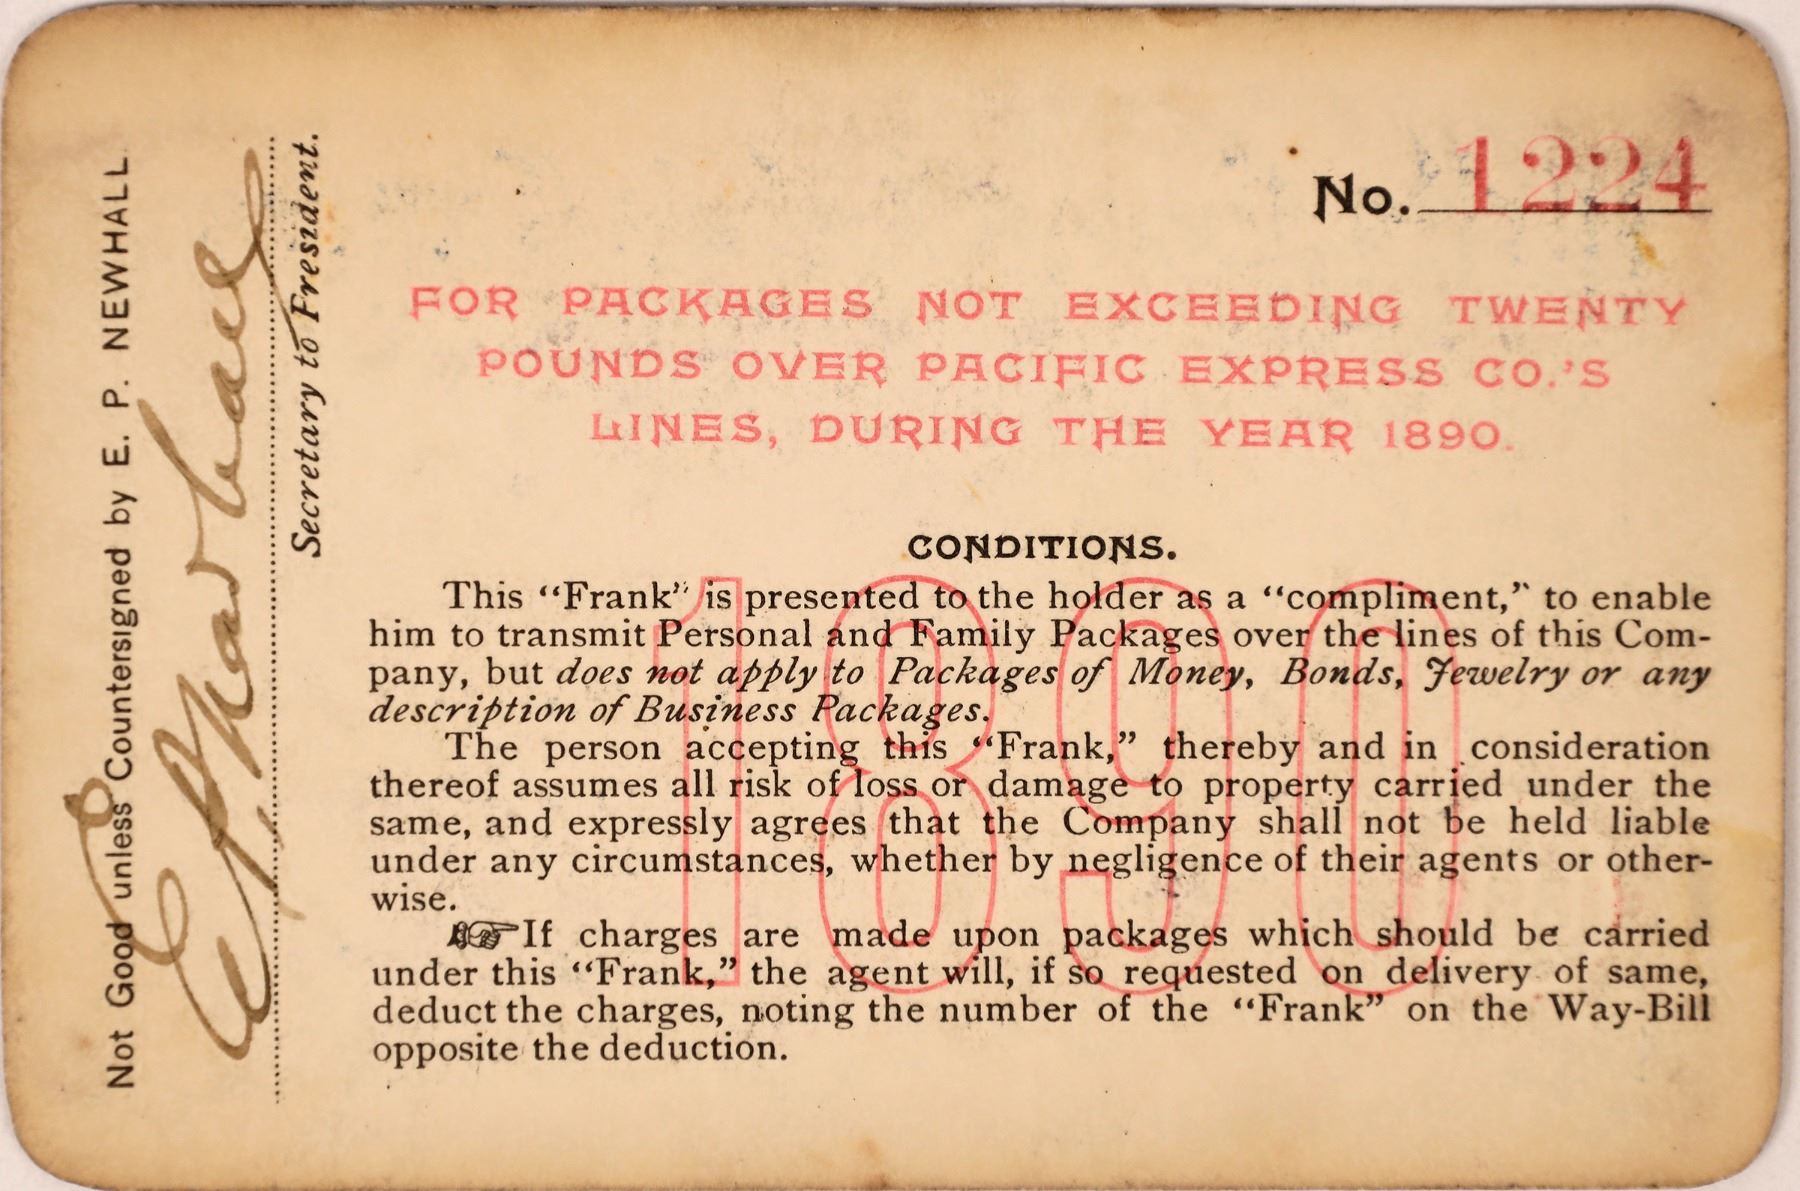 No. 1224
FOR PACKAGES NOT EXCEEDING TWENTY
POUNDS OVER PACIFIC EXPRESS CO.'S
LINES, DURING THE YEAR 1890.
CONDITIONS.
This “Frank” is presented to the holder as a “compliment,” to enable
him to transmit Personal and Family Packages over the lines of this Com-
pany, but does not apply to Packages of Money, Bonds, Jewelry or any
description of Business Packages.
The person accepting this “Frank,” thereby and in consideration
thereof assumes all risk of loss or damage to property carried under the
same, and expressly agrees that the Company shall not be held liable
under any circumstances, whether by negligence of their agents or other-
wise.
☞If charges are made upon packages which should be carried
under this “Frank,” the agent will, if so requested on delivery of same,
deduct the charges, noting the number of the “Frank” on the Way-Bill
opposite the deduction.
1890
Not Good unless Countersigned by E. P. NEWHALL.
Secretary to President.